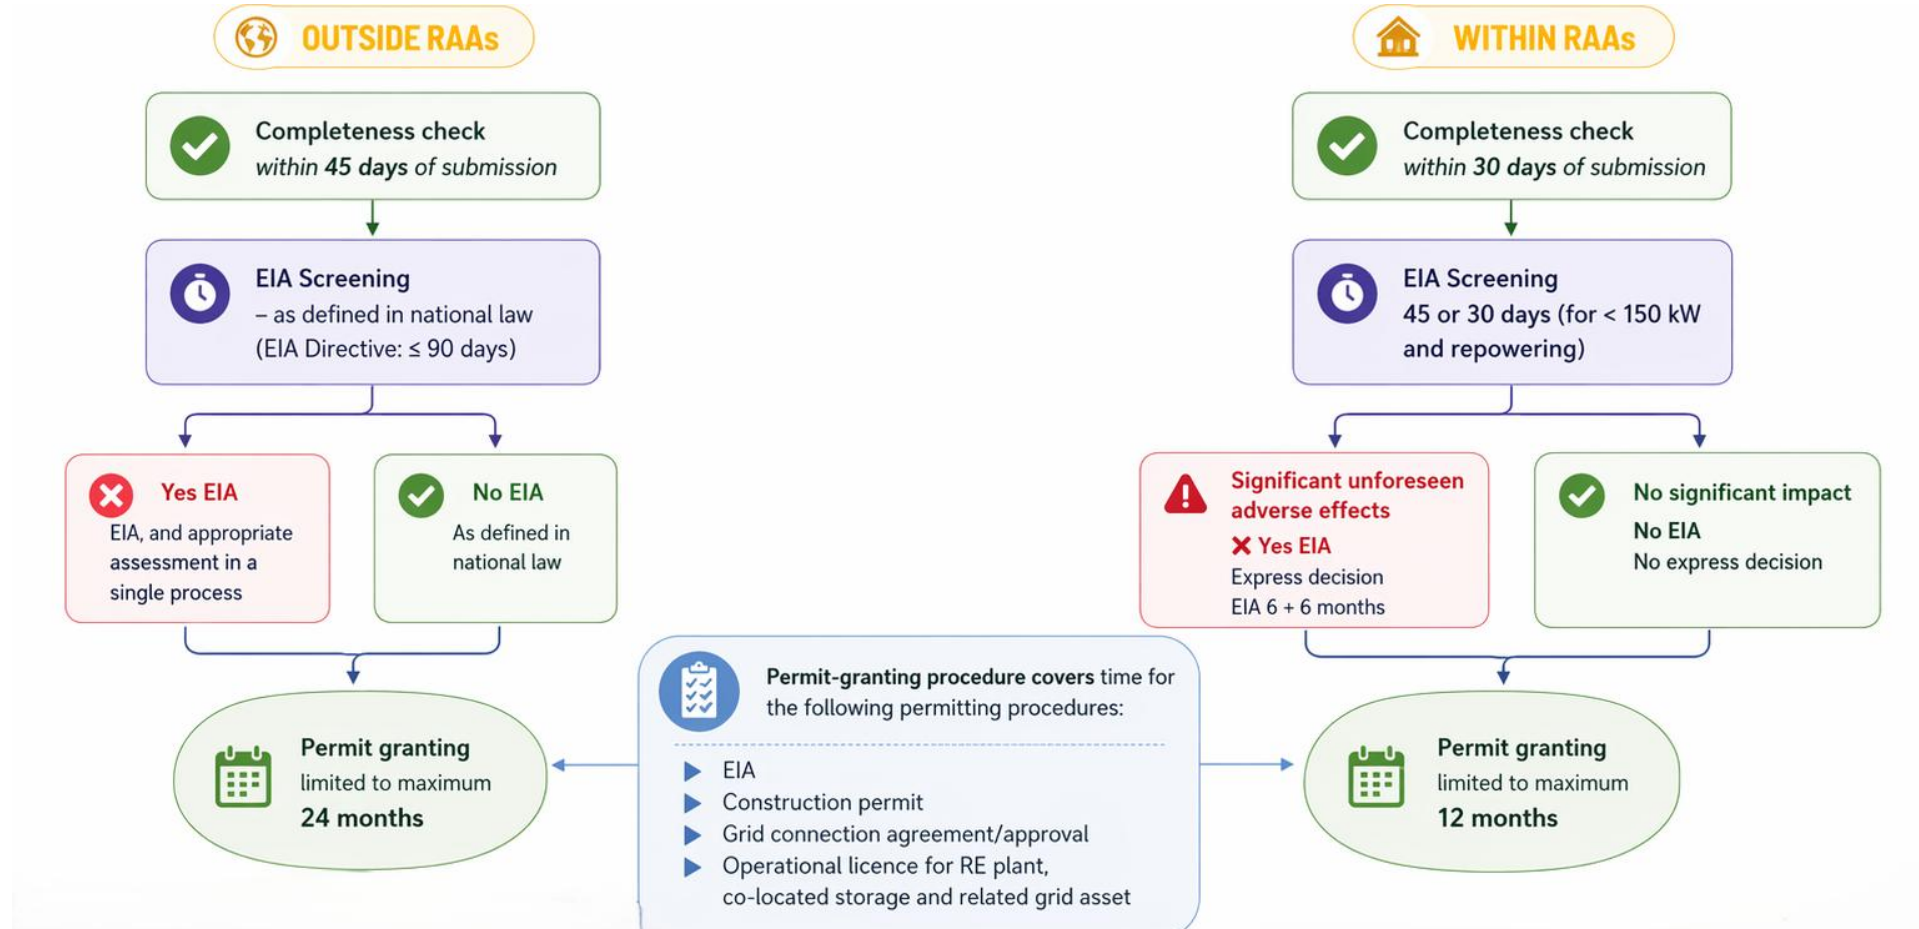 OUTSIDE RAAs
Completeness check
within 45 days of submission
EIA Screening
– as defined in national law
(EIA Directive: ≤ 90 days)
Yes EIA
EIA, and appropriate
assessment in a
single process
No EIA
As defined in
national law
Permit granting
limited to maximum
24 months
Permit-granting procedure covers time for
the following permitting procedures:
EIA
Construction permit
Grid connection agreement/approval
Operational licence for RE plant,
co-located storage and related grid asset
WITHIN RAAs
Completeness check
within 30 days of submission
EIA Screening
45 or 30 days (for < 150 kW
and repowering)
Significant unforeseen
adverse effects
Yes EIA
Express decision
EIA 6 + 6 months
No significant impact
No EIA
No express decision
Permit granting
limited to maximum
12 months